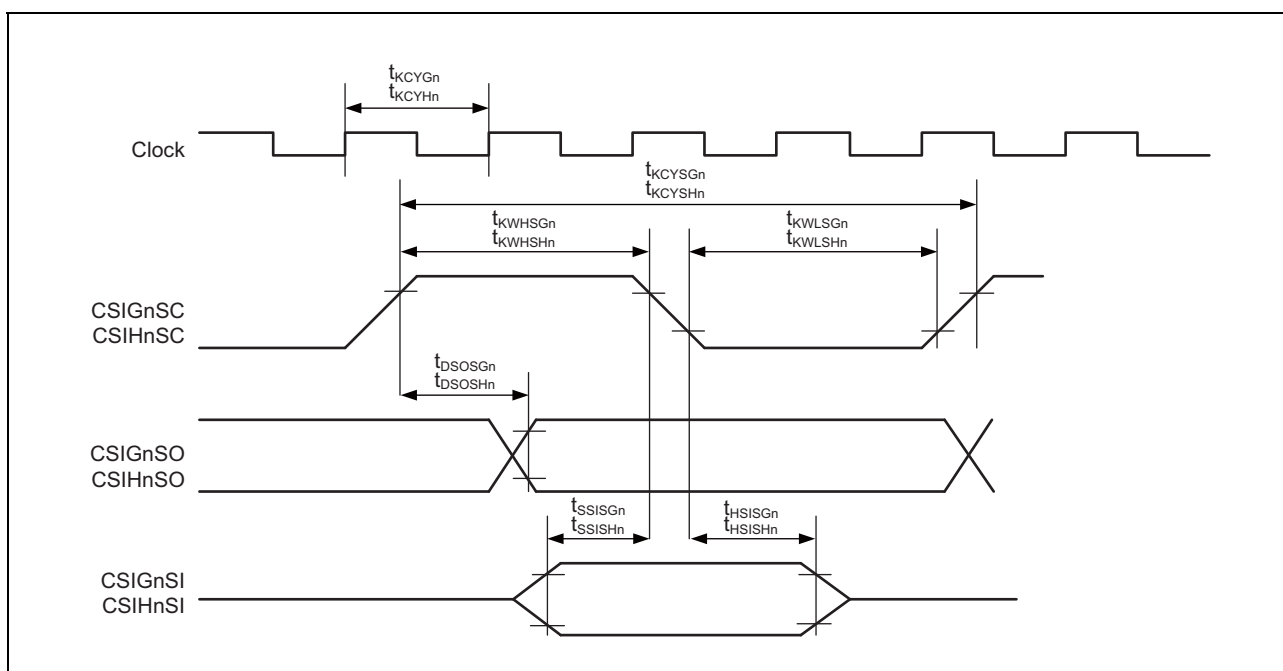 tKCYGn
tKCYHn
Clock
tKCYSGn
tKCYSHn
tKWHSGn
tKWHSHn
tKWLSGn
tKWLSHn
CSIGnSC
CSIHnSC
tDSOSGn
tDSOSHn
CSIGnSO
CSIHnSO
tSSISGn
tSSISHn
tHSISGn
tHSISHn
CSIGnSI
CSIHnSI